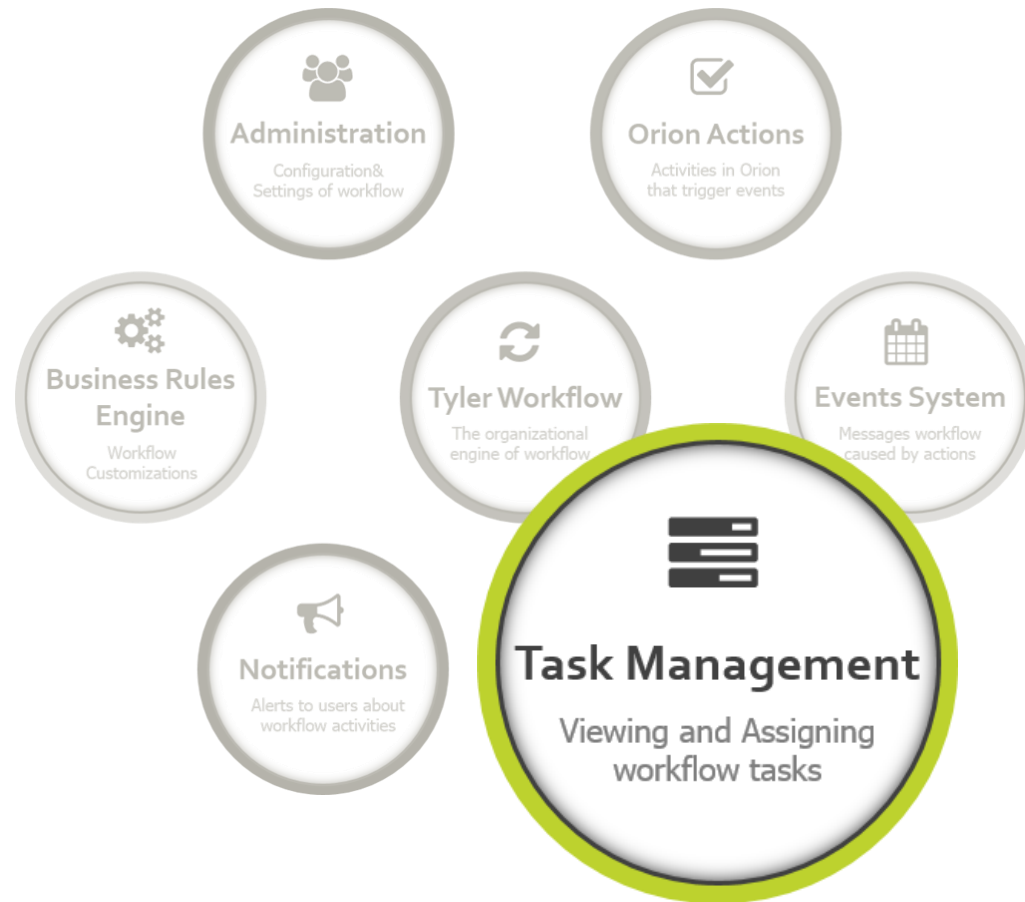 Administration
Configuration&
Settings of workflow
Orion Actions
Activities in Orion
that trigger events
Business Rules
Engine
Workflow
Customizations
Tyler Workflow
The organizational
engine of workflow
Events System
Messages workflow
caused by actions
Notifications
Alerts to users about
workflow activities
Task Management
Viewing and Assigning
workflow tasks